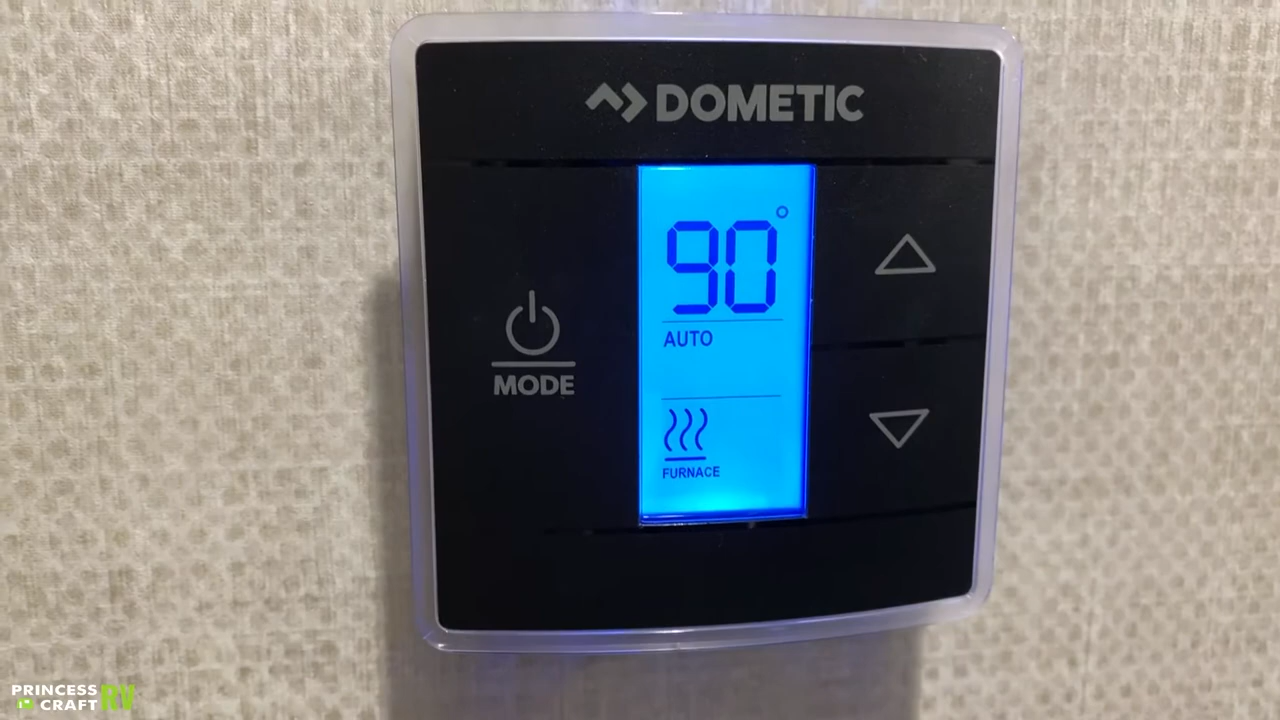 DOMETIC
90°
AUTO
MODE
FURNACE
PRINCESS
CRAFT RV